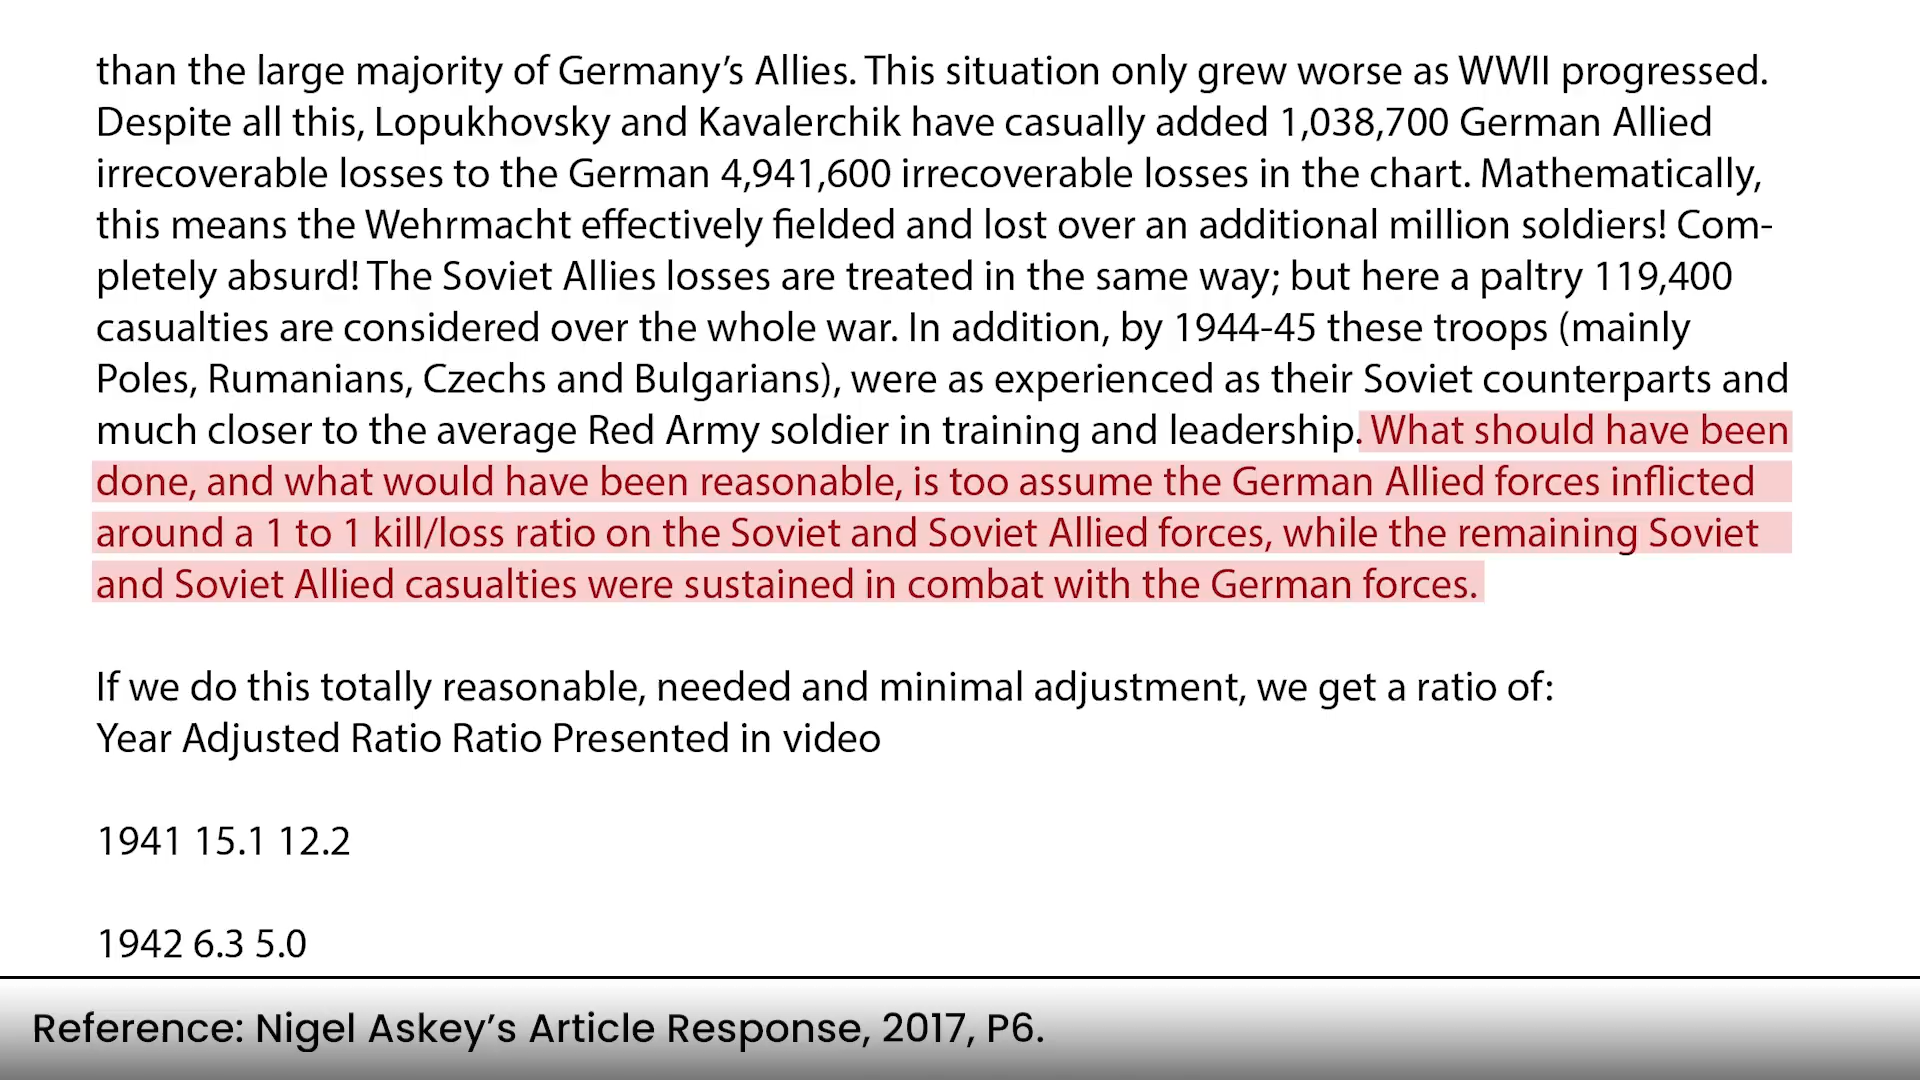 than the large majority of Germany’s Allies. This situation only grew worse as WWII progressed.
Despite all this, Lopukhovsky and Kavalerchik have casually added 1,038,700 German Allied
irrecoverable losses to the German 4,941,600 irrecoverable losses in the chart. Mathematically,
this means the Wehrmacht effectively fielded and lost over an additional million soldiers! Com-
pletely absurd! The Soviet Allies losses are treated in the same way; but here a paltry 119,400
casualties are considered over the whole war. In addition, by 1944-45 these troops (mainly
Poles, Rumanians, Czechs and Bulgarians), were as experienced as their Soviet counterparts and
much closer to the average Red Army soldier in training and leadership. What should have been
done, and what would have been reasonable, is too assume the German Allied forces inflicted
around a 1 to 1 kill/loss ratio on the Soviet and Soviet Allied forces, while the remaining Soviet
and Soviet Allied casualties were sustained in combat with the German forces.
If we do this totally reasonable, needed and minimal adjustment, we get a ratio of:
Year Adjusted Ratio Ratio Presented in video
1941 15.1 12.2
1942 6.3 5.0
Reference: Nigel Askey’s Article Response, 2017, P6.